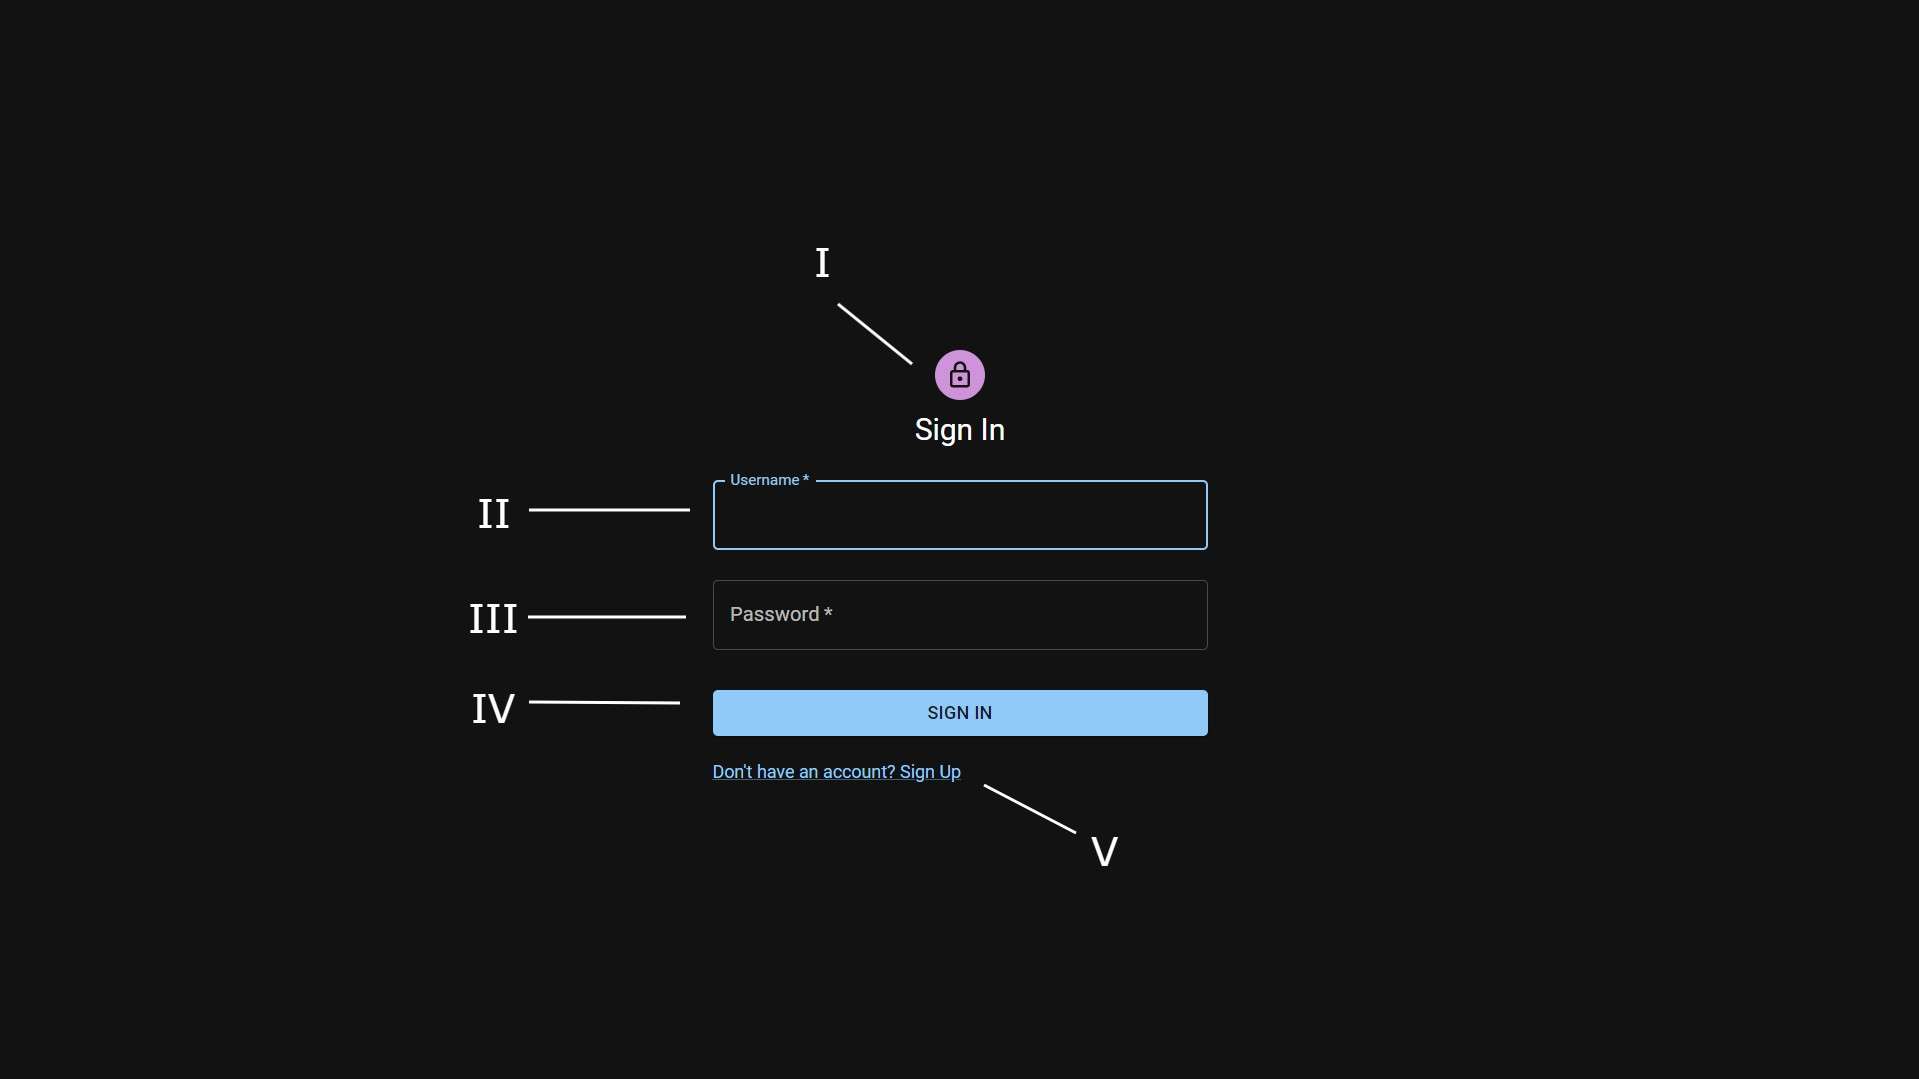 I
Sign In
Username *
II
Password *
III
IV
SIGN IN
Don't have an account? Sign Up
V